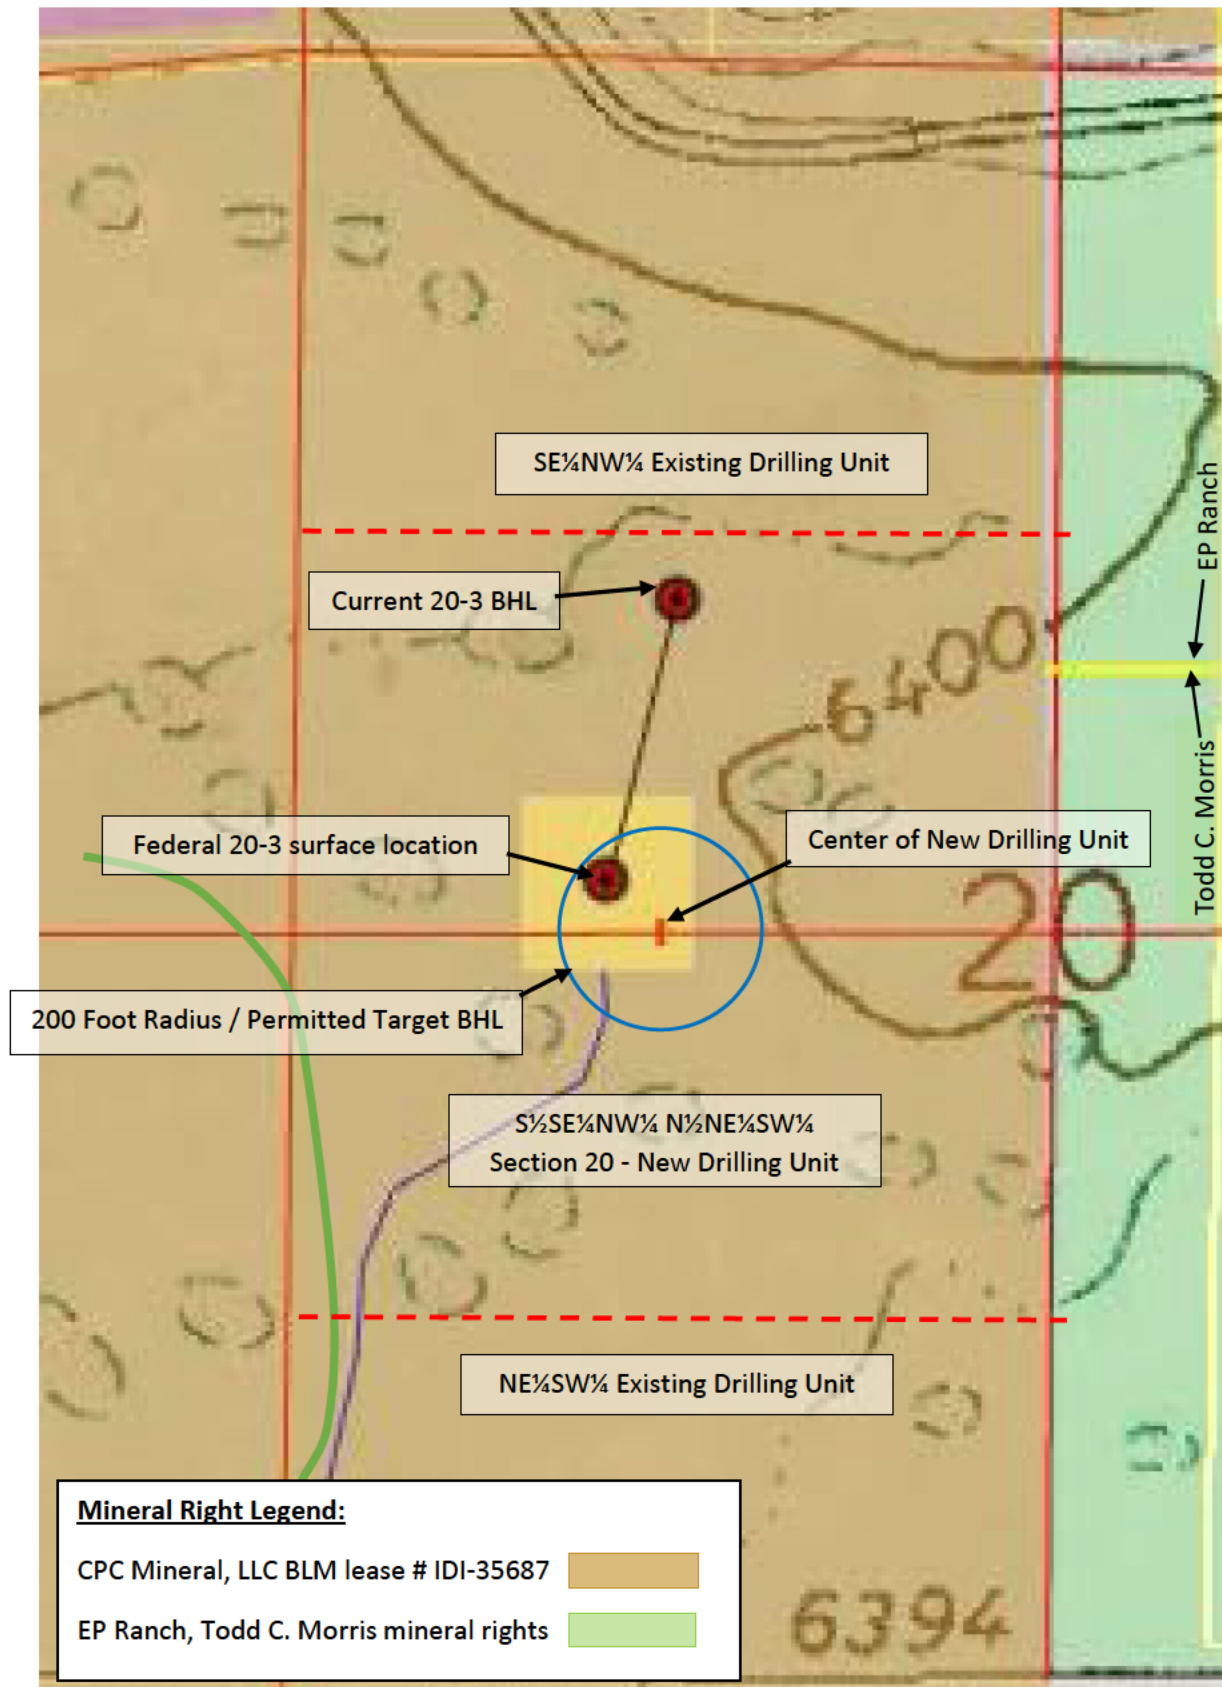 SE¼NW¼ Existing Drilling Unit
EP Ranch
Current 20-3 BHL
6400
Todd C. Morris
Federal 20-3 surface location
Center of New Drilling Unit
20
200 Foot Radius / Permitted Target BHL
S½SE¼NW¼ N½NE¼SW¼
Section 20 - New Drilling Unit
NE¼SW¼ Existing Drilling Unit
Mineral Right Legend:
CPC Mineral, LLC BLM lease # IDI-35687
EP Ranch, Todd C. Morris mineral rights
6394